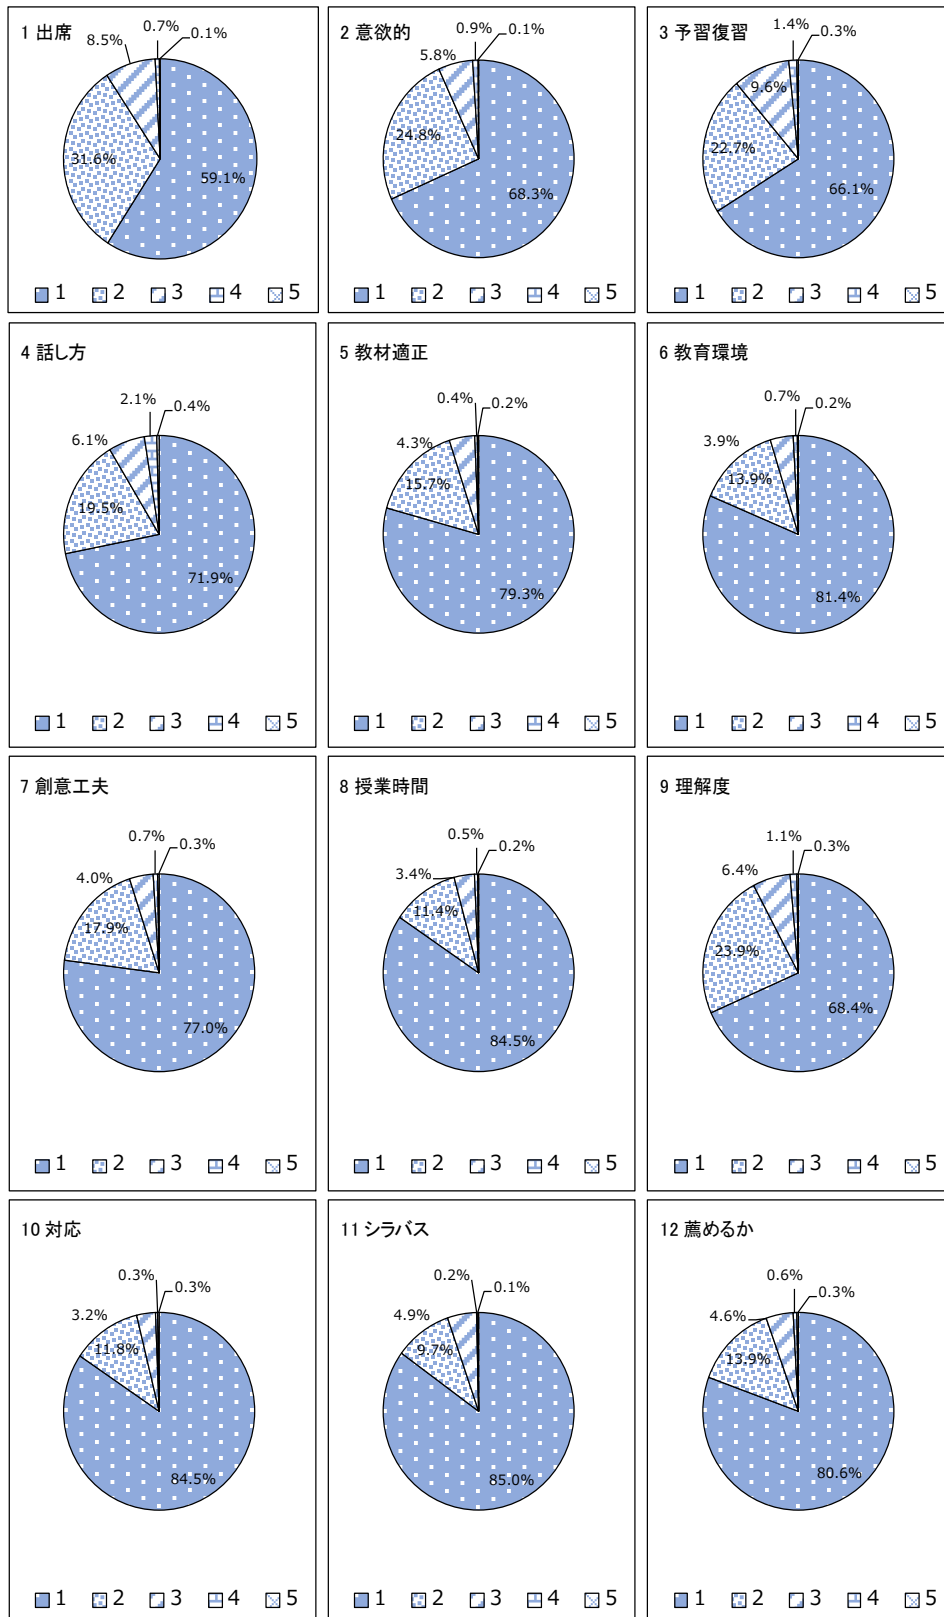 1 出席
0.7%
0.1%
8.5%
31.6%
59.1%
1 2 3 4 5
2 意欲的
0.9%
0.1%
5.8%
24.8%
68.3%
1 2 3 4 5
3 予習復習
1.4%
0.3%
9.6%
22.7%
66.1%
1 2 3 4 5
4 話し方
2.1%
0.4%
6.1%
19.5%
71.9%
1 2 3 4 5
5 教材適正
0.4%
0.2%
4.3%
15.7%
79.3%
1 2 3 4 5
6 教育環境
0.7%
0.2%
3.9%
13.9%
81.4%
1 2 3 4 5
7 創意工夫
0.7%
0.3%
4.0%
17.9%
77.0%
1 2 3 4 5
8 授業時間
0.5%
0.2%
3.4%
11.4%
84.5%
1 2 3 4 5
9 理解度
1.1%
0.3%
6.4%
23.9%
68.4%
1 2 3 4 5
10 対応
0.3%
0.3%
3.2%
11.8%
84.5%
1 2 3 4 5
11 シラバス
0.2%
0.1%
4.9%
9.7%
85.0%
1 2 3 4 5
12 薦めるか
0.6%
0.3%
4.6%
13.9%
80.6%
1 2 3 4 5